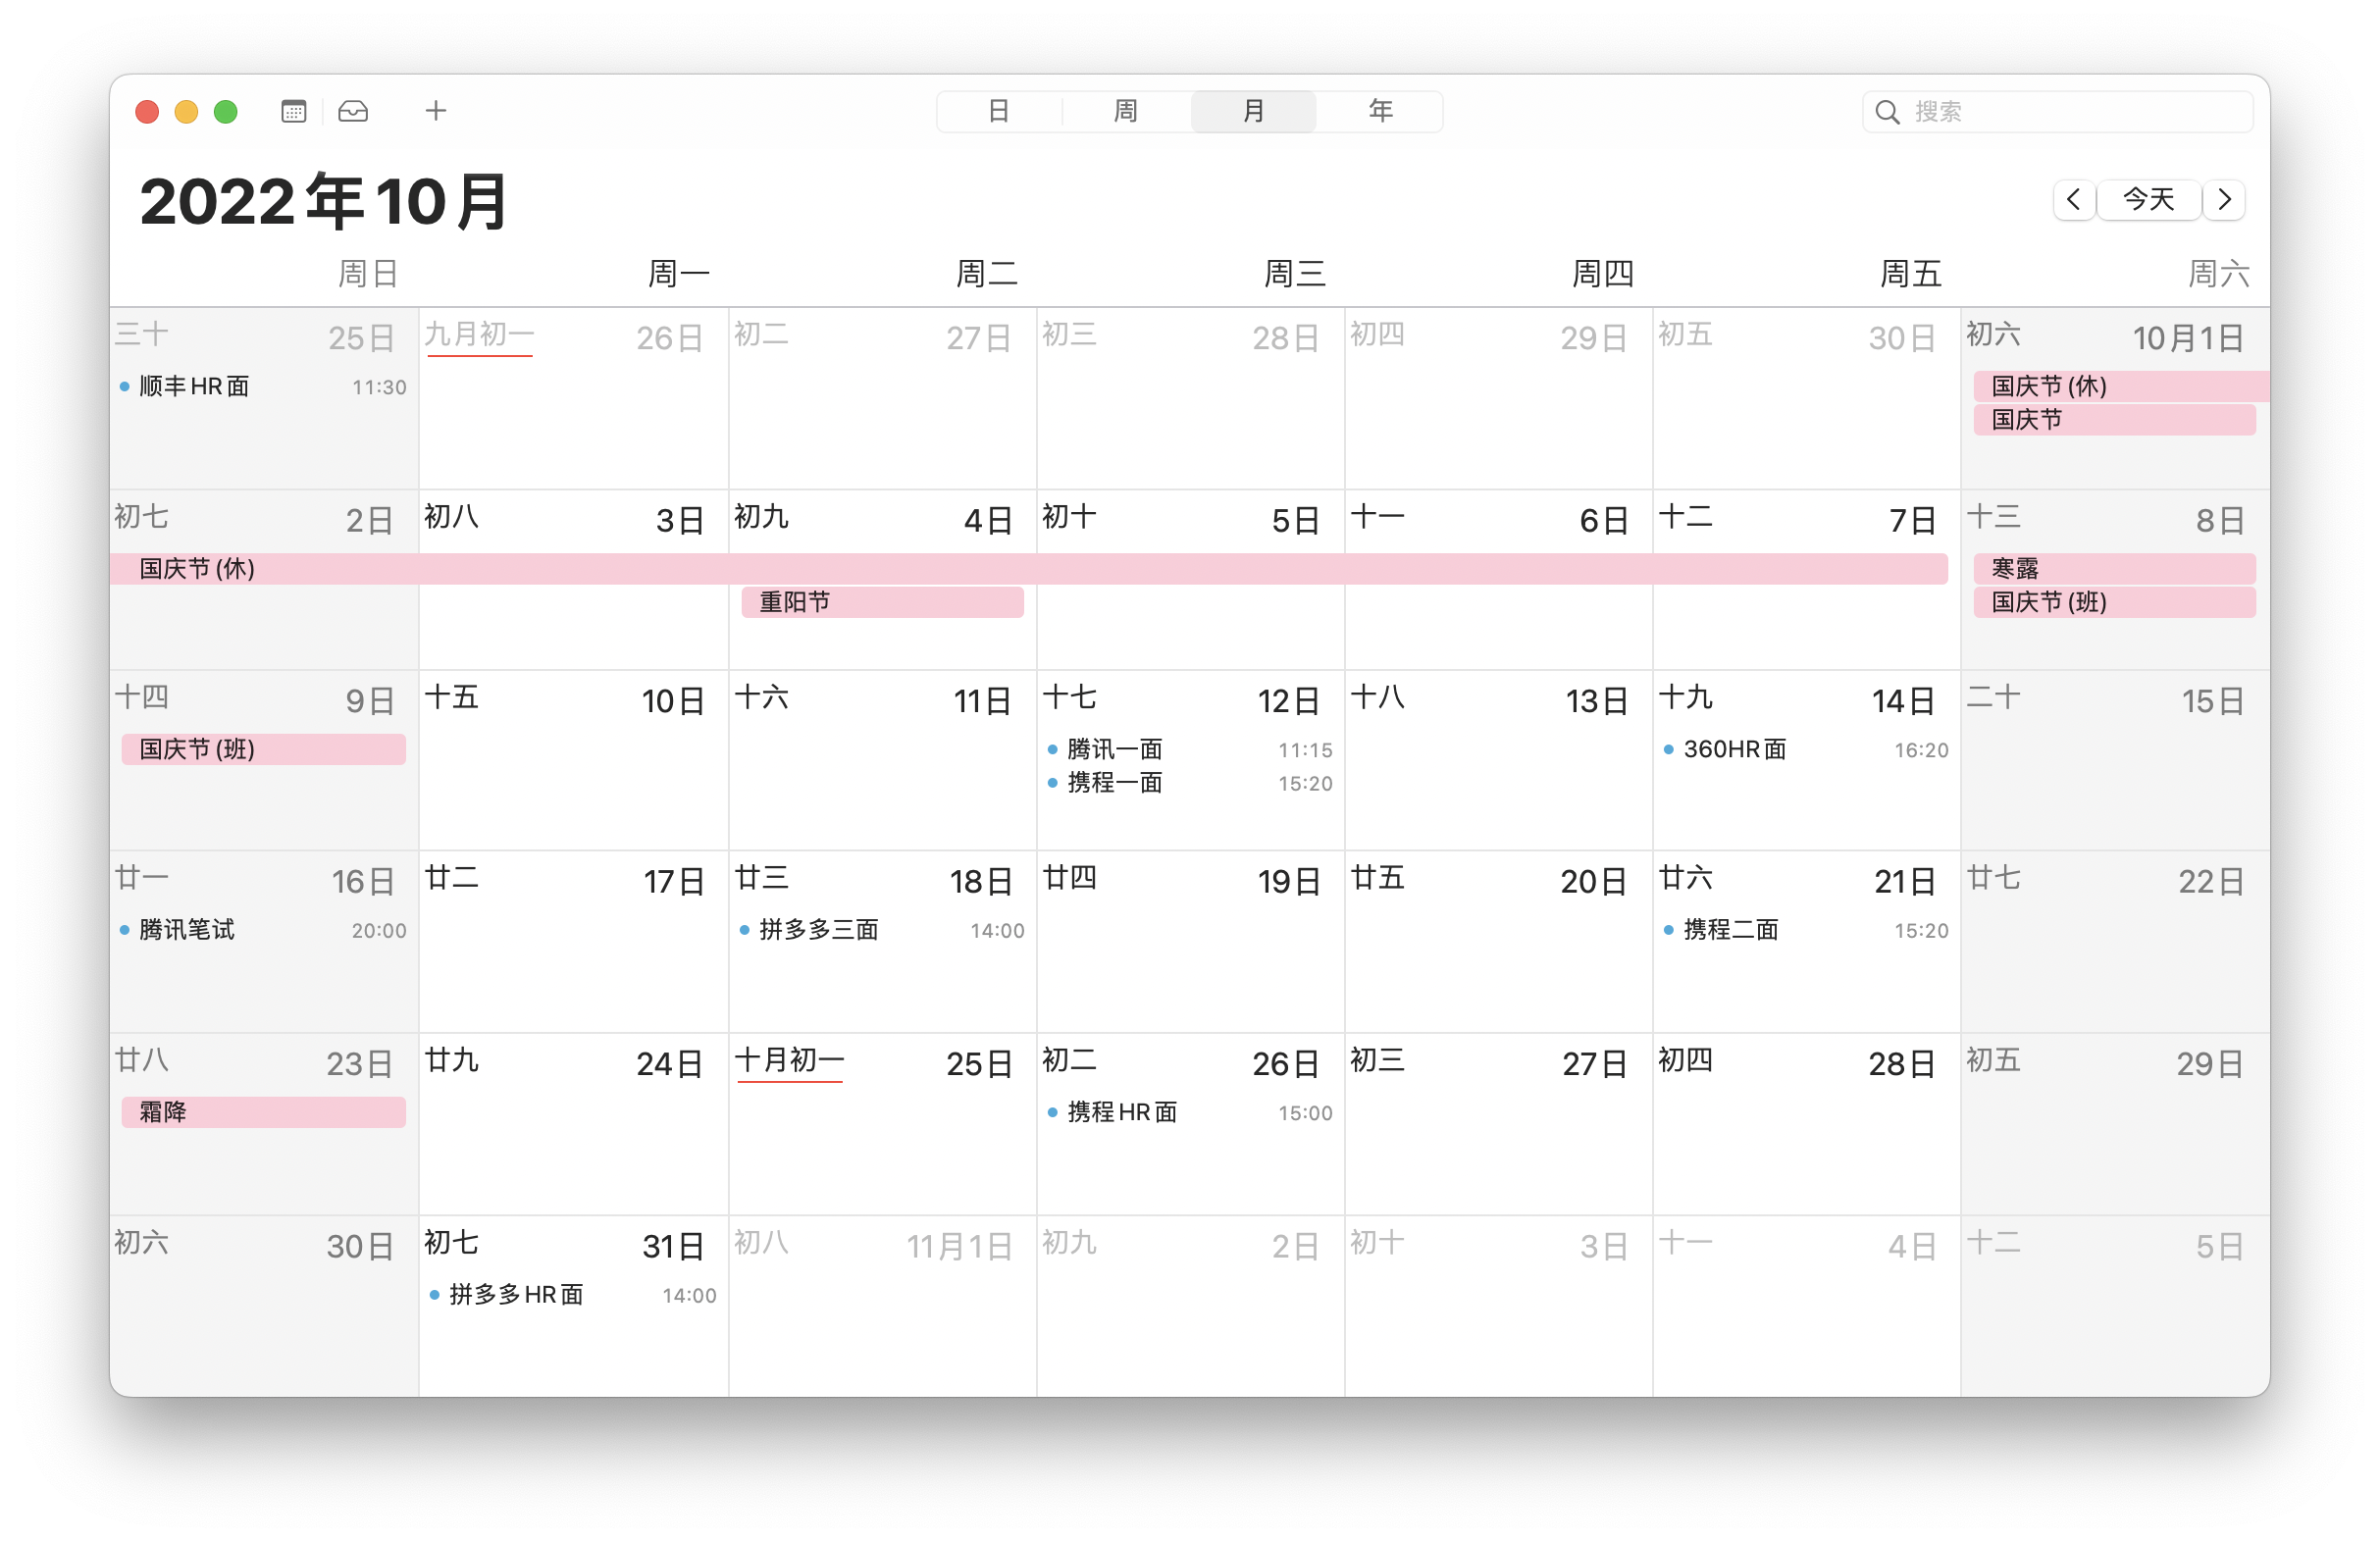 日 周 月 年 搜索
2022年10月 今天
周日 周一 周二 周三 周四 周五 周六
三十 25日 九月初一 26日 初二 27日 初三 28日 初四 29日 初五 30日 初六 10月1日
顺丰HR面 11:30 国庆节(休)
国庆节
初七 2日 初八 3日 初九 4日 初十 5日 十一 6日 十二 7日 十三 8日
国庆节(休) 寒露
重阳节 国庆节(班)
十四 9日 十五 10日 十六 11日 十七 12日 十八 13日 十九 14日 二十 15日
国庆节(班) 腾讯一面 11:15 360HR面 16:20
携程一面 15:20
廿一 16日 廿二 17日 廿三 18日 廿四 19日 廿五 20日 廿六 21日 廿七 22日
腾讯笔试 20:00 拼多多三面 14:00 携程二面 15:20
廿八 23日 廿九 24日 十月初一 25日 初二 26日 初三 27日 初四 28日 初五 29日
霜降 携程HR面 15:00
初六 30日 初七 31日 初八 11月1日 初九 2日 初十 3日 十一 4日 十二 5日
拼多多HR面 14:00